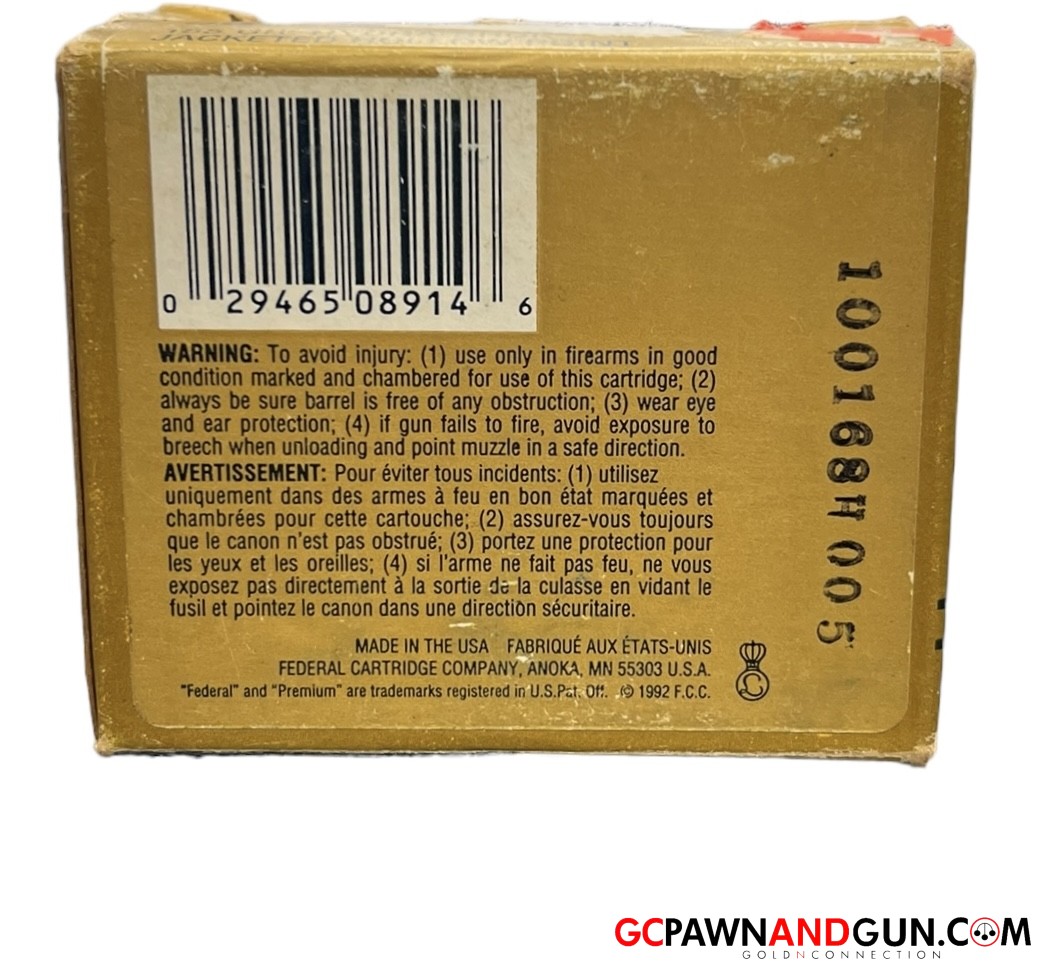 JACKETED HOLLOW POINT
0 29465 08914 6
WARNING: To avoid injury: (1) use only in firearms in good
condition marked and chambered for use of this cartridge; (2)
always be sure barrel is free of any obstruction; (3) wear eye
and ear protection; (4) if gun fails to fire, avoid exposure to
breech when unloading and point muzzle in a safe direction.
AVERTISSEMENT: Pour éviter tous incidents: (1) utilisez
uniquement dans des armes à feu en bon état marquées et
chambrées pour cette cartouche; (2) assurez-vous toujours
que le canon n'est pas obstrué; (3) portez une protection pour
les yeux et les oreilles; (4) si l'arme ne fait pas feu, ne vous
exposez pas directement à la sortie de la culasse en vidant le
fusil et pointez le canon dans une direction sécuritaire.
MADE IN THE USA FABRIQUÉ AUX ÉTATS-UNIS
FEDERAL CARTRIDGE COMPANY, ANOKA, MN 55303 U.S.A.
"Federal" and "Premium" are trademarks registered in U.S.Pat. Off. © 1992 F.C.C.
100168H005
GCPAWNANDGUN.COM
GOLDNCONNECTION